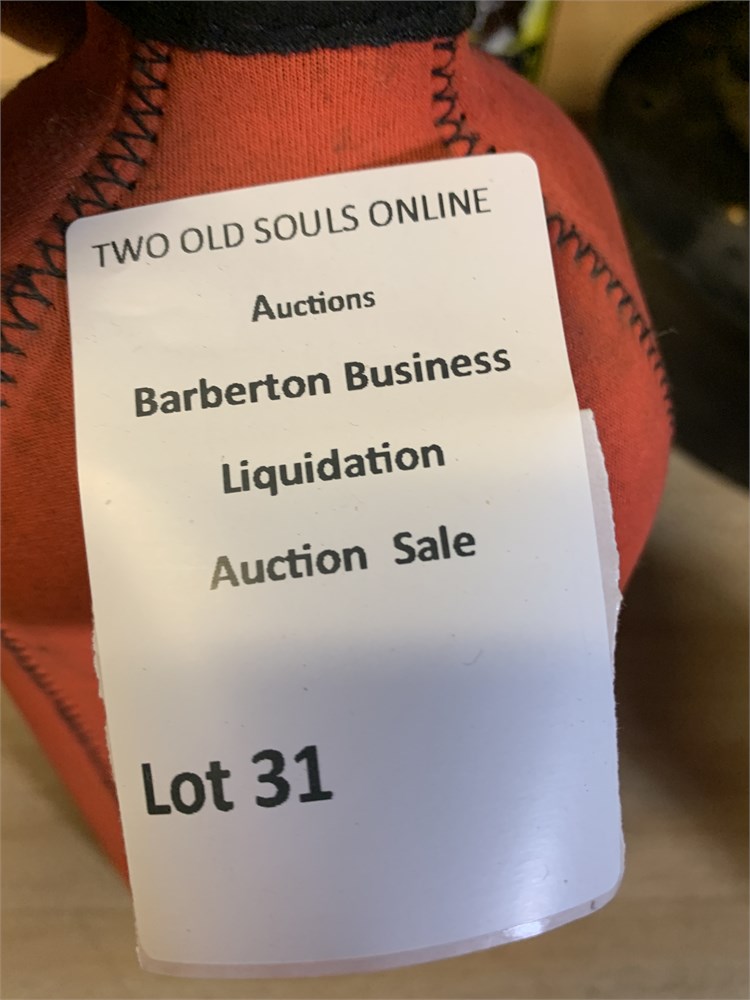 TWO OLD SOULS ONLINE
Auctions
Barberton Business
Liquidation
Auction Sale
Lot 31